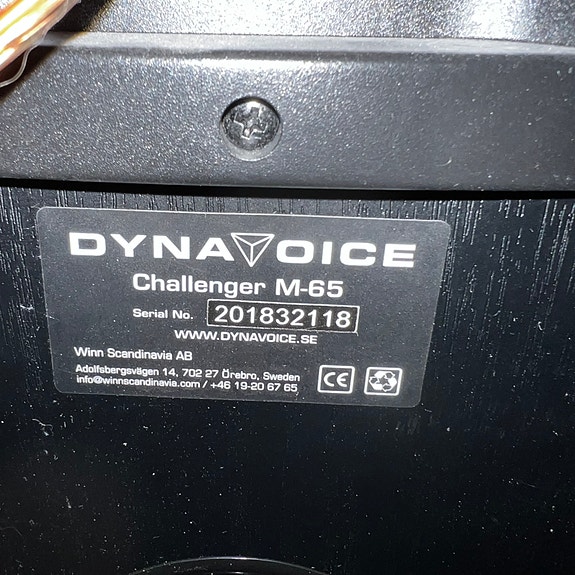 DYNAVOICE
Challenger M-65
Serial No. 201832118
WWW.DYNAVOICE.SE
Winn Scandinavia AB
Adolfsbergsvägen 14, 702 27 Örebro, Sweden
info@winnscandinavia.com / +46 19-20 67 65
CE